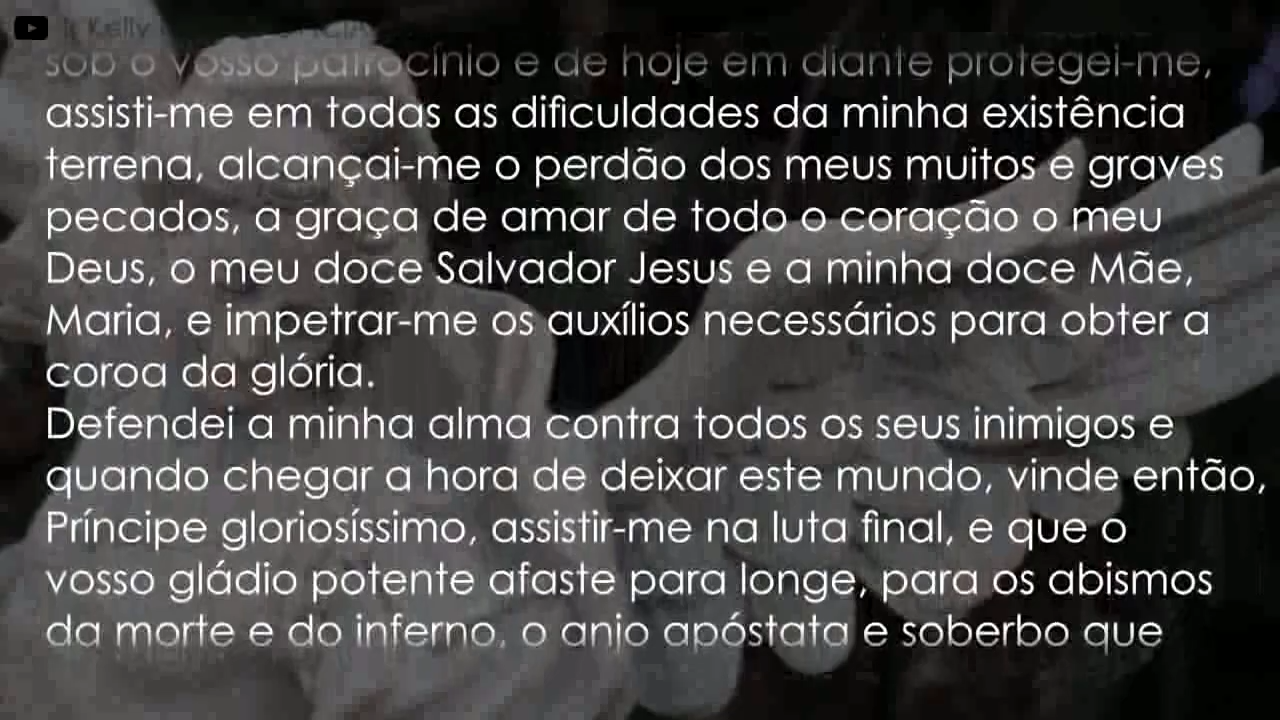 Kelly
sob o vosso patrocínio e de hoje em diante protegei-me,
assisti-me em todas as dificuldades da minha existência
terrena, alcançai-me o perdão dos meus muitos e graves
pecados, a graça de amar de todo o coração o meu
Deus, o meu doce Salvador Jesus e a minha doce Mãe,
Maria, e impetrar-me os auxílios necessários para obter a
coroa da glória.
Defendei a minha alma contra todos os seus inimigos e
quando chegar a hora de deixar este mundo, vinde então,
Príncipe gloriosíssimo, assistir-me na luta final, e que o
vosso gládio potente afaste para longe, para os abismos
da morte e do inferno, o anjo apóstata e soberbo que